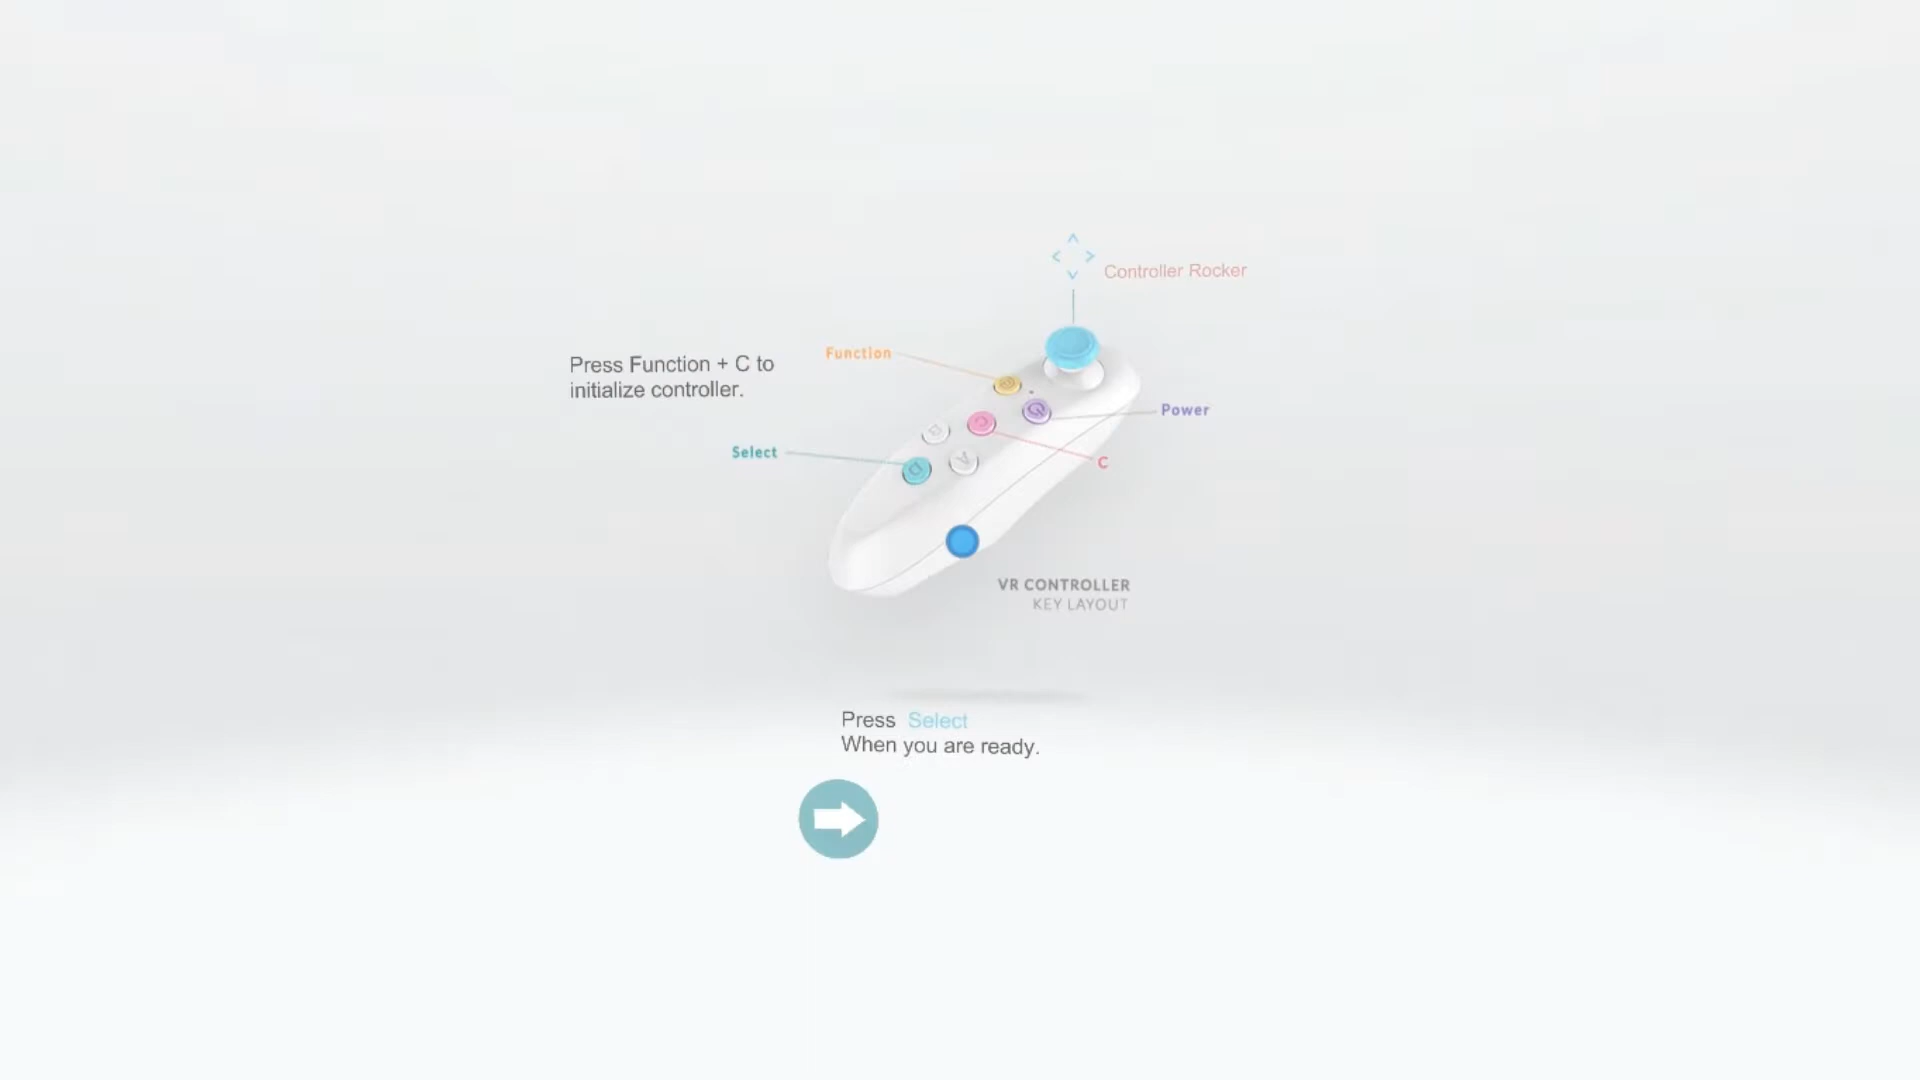 Controller Rocker
Function
Press Function + C to
initialize controller.
Power
Select
C
VR CONTROLLER
KEY LAYOUT
Press Select
When you are ready.